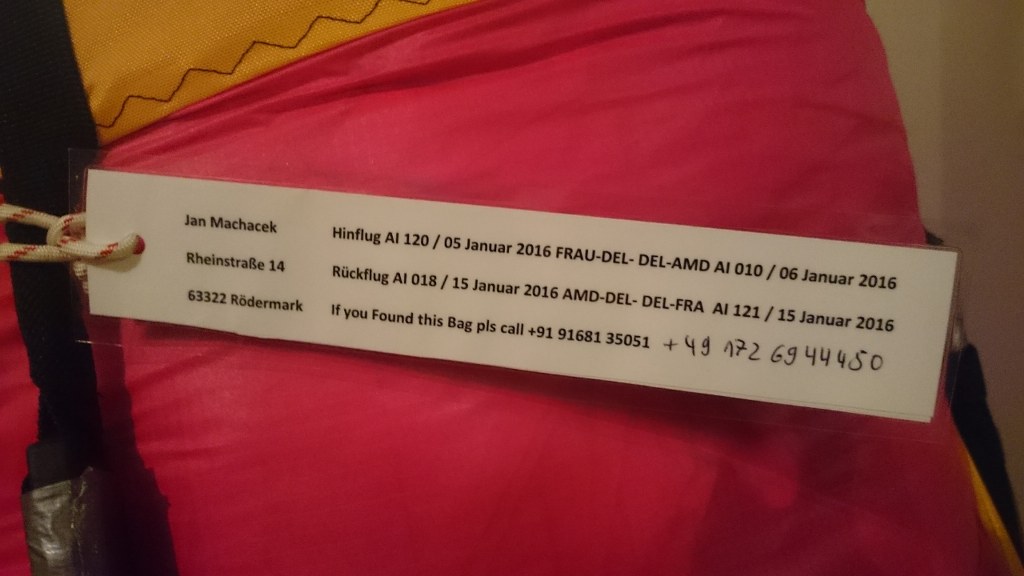 Jan Machacek
Rheinstraße 14
63322 Rödermark
Hinflug AI 120 / 05 Januar 2016 FRAU-DEL- DEL-AMD AI 010 / 06 Januar 2016
Rückflug AI 018 / 15 Januar 2016 AMD-DEL- DEL-FRA AI 121 / 15 Januar 2016
If you Found this Bag pls call +91 91681 35051 +49 172 6944450